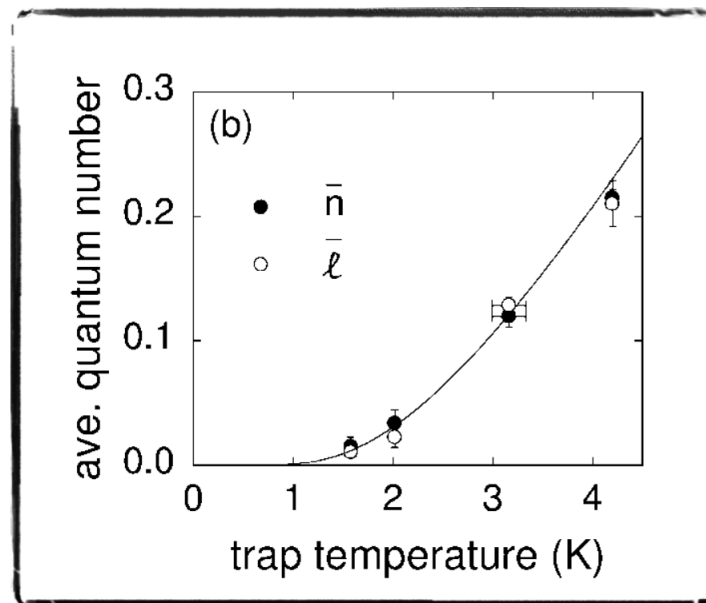 ave. quantum number
0.3
0.2
0.1
0.0
(b)
n̄
ℓ̄
0 1 2 3 4
trap temperature (K)